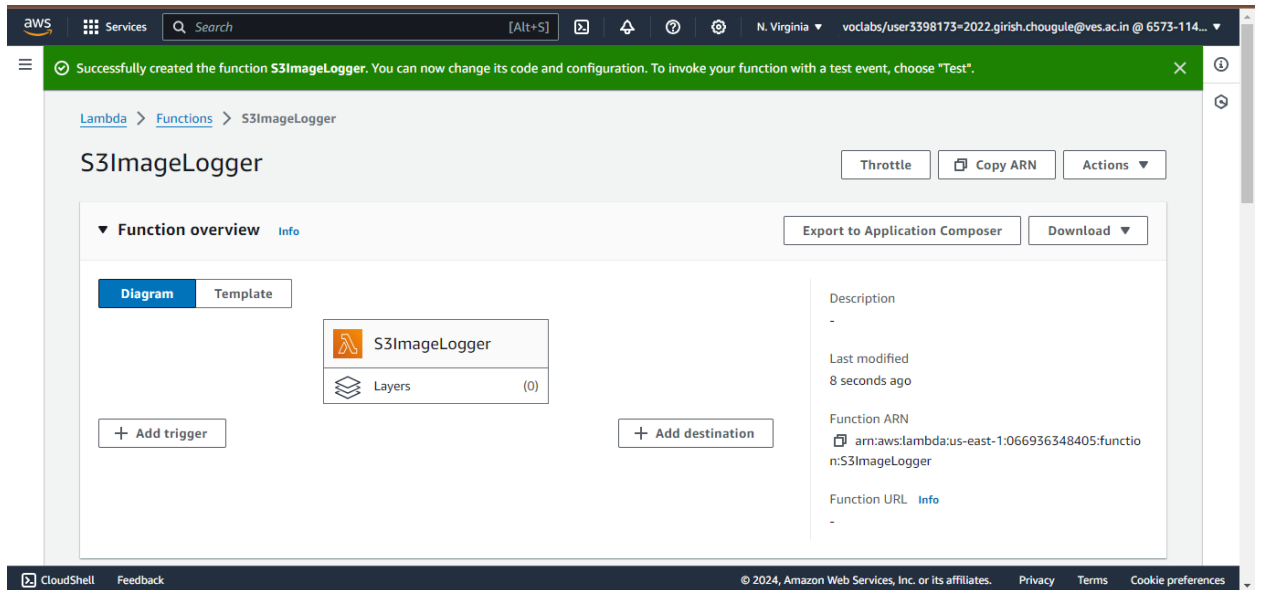 aws Services Search [Alt+S] N. Virginia ▼ voclabs/user3398173=2022.girish.chougule@ves.ac.in @ 6573-114... ▼
Successfully created the function S3ImageLogger. You can now change its code and configuration. To invoke your function with a test event, choose "Test".
Lambda > Functions > S3ImageLogger
S3ImageLogger
Throttle Copy ARN Actions ▼
▼ Function overview Info
Export to Application Composer Download ▼
Diagram Template
S3ImageLogger
Layers (0)
+ Add trigger
+ Add destination
Description
-
Last modified
8 seconds ago
Function ARN
arn:aws:lambda:us-east-1:066936348405:functio
n:S3ImageLogger
Function URL Info
-
CloudShell Feedback © 2024, Amazon Web Services, Inc. or its affiliates. Privacy Terms Cookie preferences